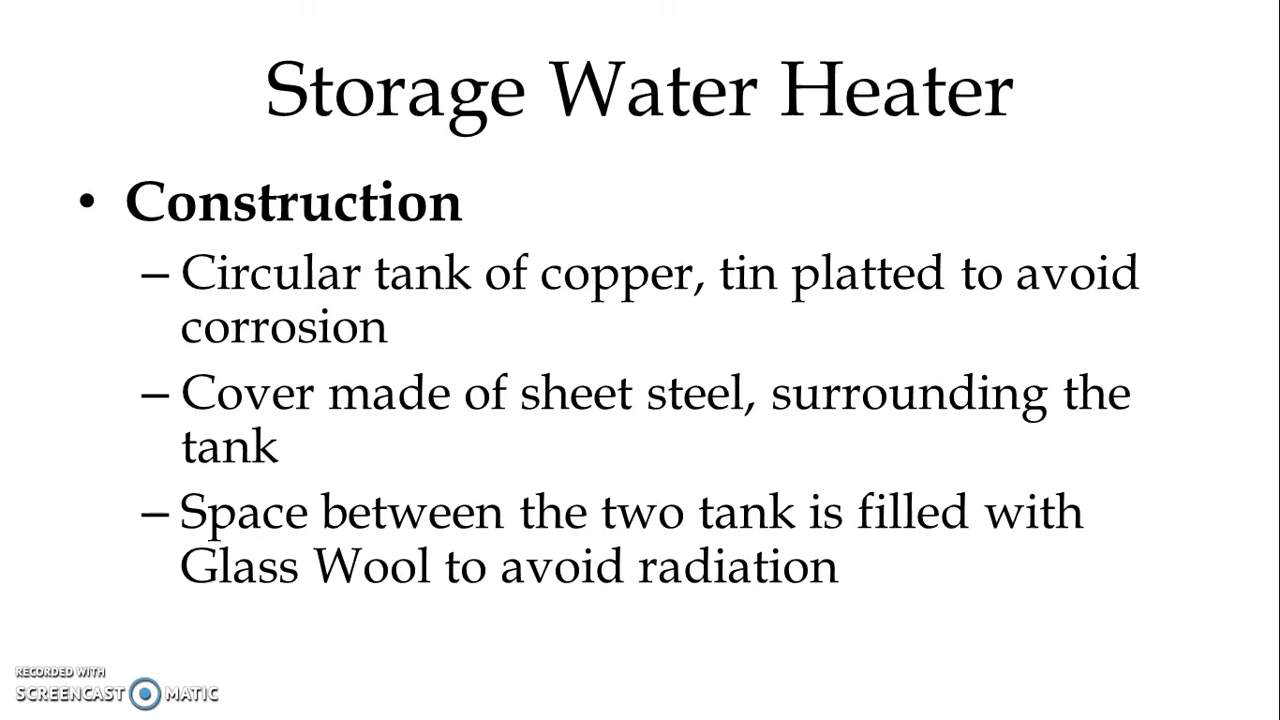 Storage Water Heater
• Construction
– Circular tank of copper, tin platted to avoid
corrosion
– Cover made of sheet steel, surrounding the
tank
– Space between the two tank is filled with
Glass Wool to avoid radiation
RECORDED WITH
SCREENCAST MATIC